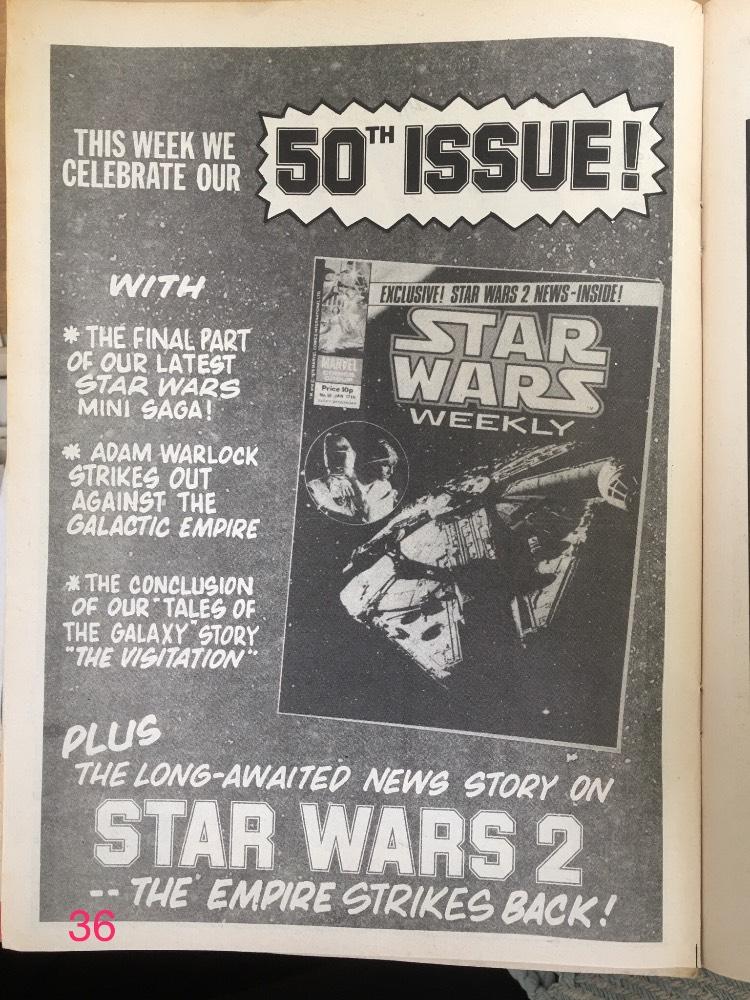 THIS WEEK WE
CELEBRATE OUR
50TH ISSUE!
WITH
* THE FINAL PART
OF OUR LATEST
STAR WARS
MINI SAGA!
* ADAM WARLOCK
STRIKES OUT
AGAINST THE
GALACTIC EMPIRE
* THE CONCLUSION
OF OUR "TALES OF
THE GALAXY" STORY
"THE VISITATION"
EXCLUSIVE! STAR WARS 2 NEWS-INSIDE!
MARVEL
Price 10p
STAR
WARS
WEEKLY
PLUS
THE LONG-AWAITED NEWS STORY ON
STAR WARS 2
-- THE EMPIRE STRIKES BACK!
36